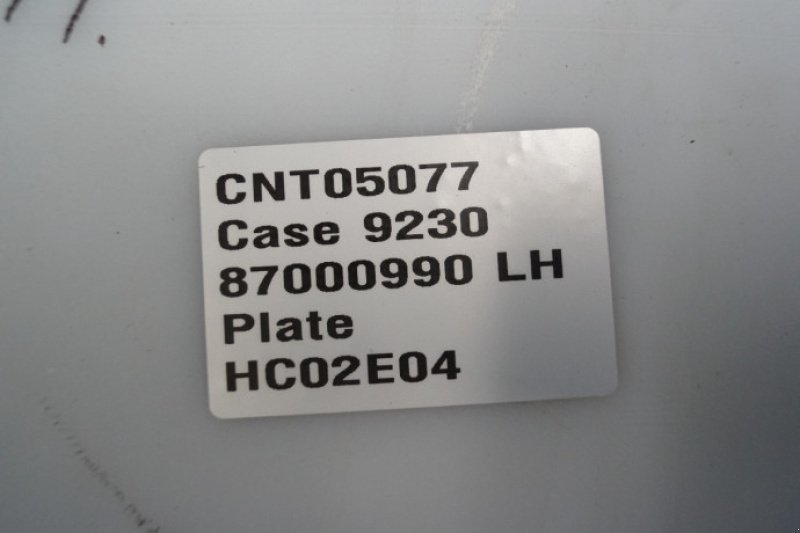 CNT05077
Case 9230
87000990 LH
Plate
HC02E04